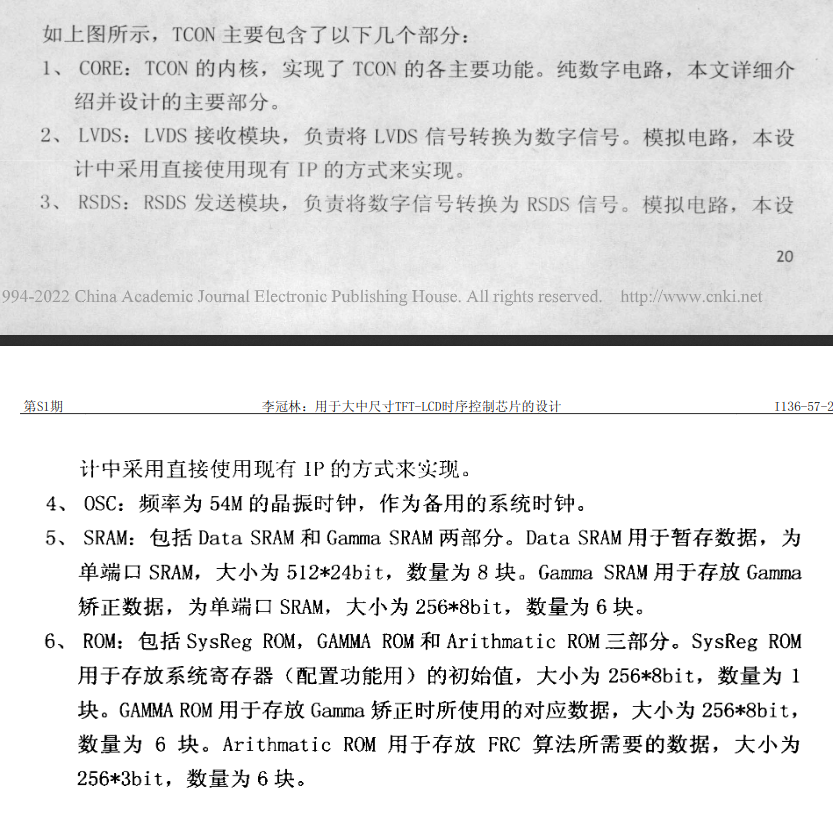 如上图所示，TCON 主要包含了以下几个部分：
1、 CORE：TCON 的内核，实现了 TCON 的各主要功能。纯数字电路，本文详细介
绍并设计的主要部分。
2、 LVDS：LVDS 接收模块，负责将 LVDS 信号转换为数字信号。模拟电路，本设
计中采用直接使用现有 IP 的方式来实现。
3、 RSDS：RSDS 发送模块，负责将数字信号转换为 RSDS 信号。模拟电路，本设
20
994-2022 China Academic Journal Electronic Publishing House. All rights reserved. http://www.cnki.net
第S1期 李冠林：用于大中尺寸TFT-LCD时序控制芯片的设计 I136-57-2
计中采用直接使用现有 IP 的方式来实现。
4、 OSC：频率为 54M 的晶振时钟，作为备用的系统时钟。
5、 SRAM：包括 Data SRAM 和 Gamma SRAM 两部分。Data SRAM 用于暂存数据，为
单端口 SRAM，大小为 512*24bit，数量为 8 块。Gamma SRAM 用于存放 Gamma
矫正数据，为单端口 SRAM，大小为 256*8bit，数量为 6 块。
6、 ROM：包括 SysReg ROM，GAMMA ROM 和 Arithmatic ROM 三部分。SysReg ROM
用于存放系统寄存器（配置功能用）的初始值，大小为 256*8bit，数量为 1
块。GAMMA ROM 用于存放 Gamma 矫正时所使用的对应数据，大小为 256*8bit，
数量为 6 块。Arithmatic ROM 用于存放 FRC 算法所需要的数据，大小为
256*3bit，数量为 6 块。